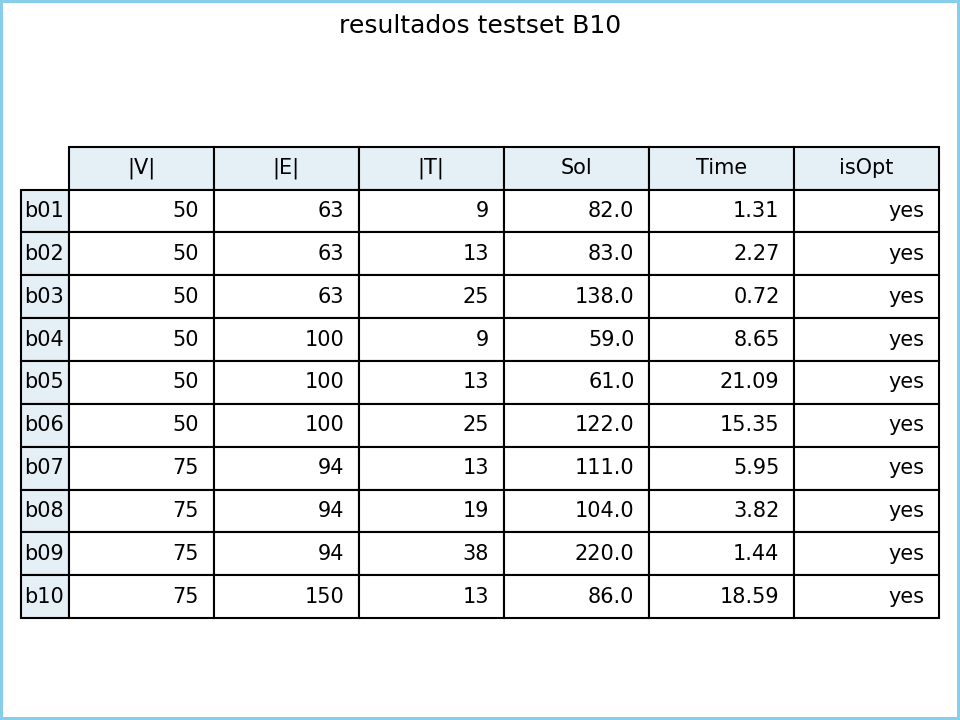 resultados testset B10
|V| |E| |T| Sol Time isOpt
b01 50 63 9 82.0 1.31 yes
b02 50 63 13 83.0 2.27 yes
b03 50 63 25 138.0 0.72 yes
b04 50 100 9 59.0 8.65 yes
b05 50 100 13 61.0 21.09 yes
b06 50 100 25 122.0 15.35 yes
b07 75 94 13 111.0 5.95 yes
b08 75 94 19 104.0 3.82 yes
b09 75 94 38 220.0 1.44 yes
b10 75 150 13 86.0 18.59 yes